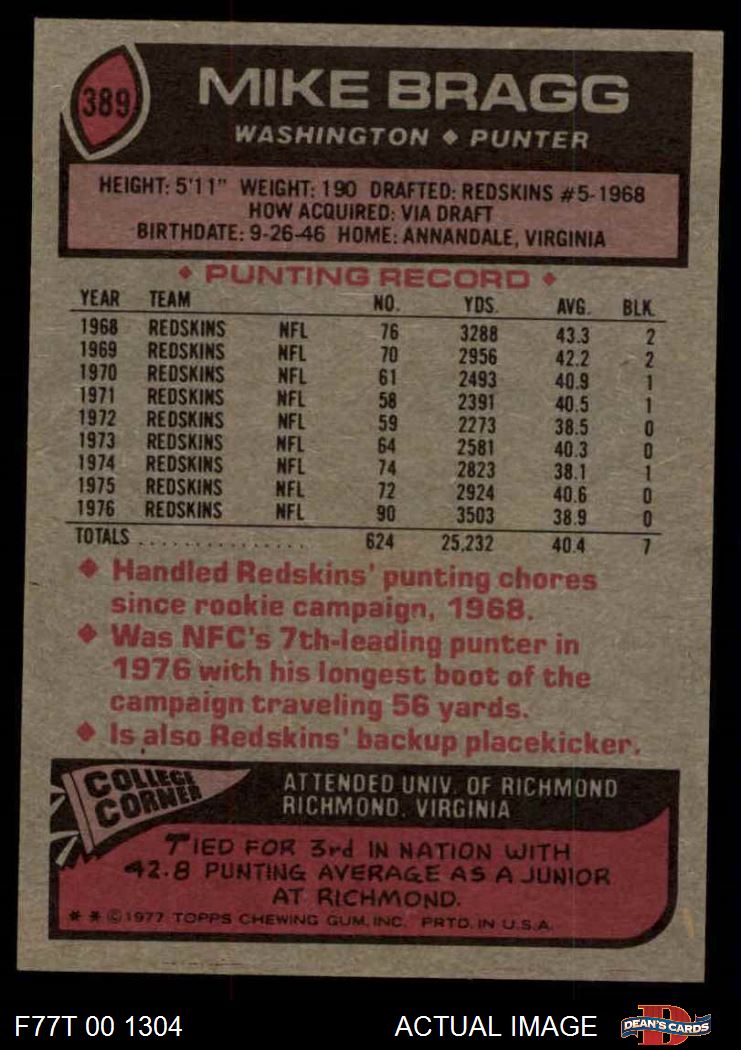 389
MIKE BRAGG
WASHINGTON ♦ PUNTER
HEIGHT: 5'11" WEIGHT: 190 DRAFTED: REDSKINS #5-1968
HOW ACQUIRED: VIA DRAFT
BIRTHDATE: 9-26-46 HOME: ANNANDALE, VIRGINIA
♦ PUNTING RECORD ♦
YEAR TEAM NO. YDS. AVG. BLK.
1968 REDSKINS NFL 76 3288 43.3 2
1969 REDSKINS NFL 70 2956 42.2 2
1970 REDSKINS NFL 61 2493 40.9 1
1971 REDSKINS NFL 58 2391 40.5 1
1972 REDSKINS NFL 59 2273 38.5 0
1973 REDSKINS NFL 64 2581 40.3 0
1974 REDSKINS NFL 74 2823 38.1 1
1975 REDSKINS NFL 72 2924 40.6 0
1976 REDSKINS NFL 90 3503 38.9 0
TOTALS . . . . . . . . . . . . . . . . 624 25,232 40.4 7
♦ Handled Redskins' punting chores
since rookie campaign, 1968.
♦ Was NFC's 7th-leading punter in
1976 with his longest boot of the
campaign traveling 56 yards.
♦ Is also Redskins' backup placekicker.
COLLEGE
CORNER
ATTENDED UNIV. OF RICHMOND
RICHMOND, VIRGINIA
TIED FOR 3rd IN NATION WITH
42.8 PUNTING AVERAGE AS A JUNIOR
AT RICHMOND.
* * © 1977 TOPPS CHEWING GUM, INC. PRTD. IN U.S.A.
F77T 00 1304
ACTUAL IMAGE
D
DEAN'S CARDS